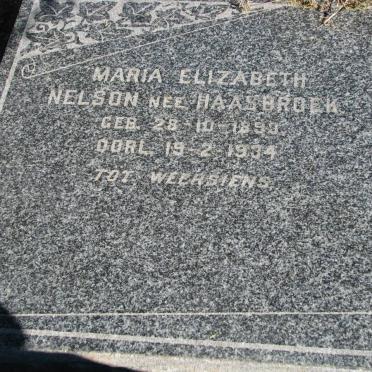 MARIA ELIZABETH
NELSON NEE HAASBROEK
GEB. 28-10-1893
OORL. 19-2-1934
TOT WEERSIENS